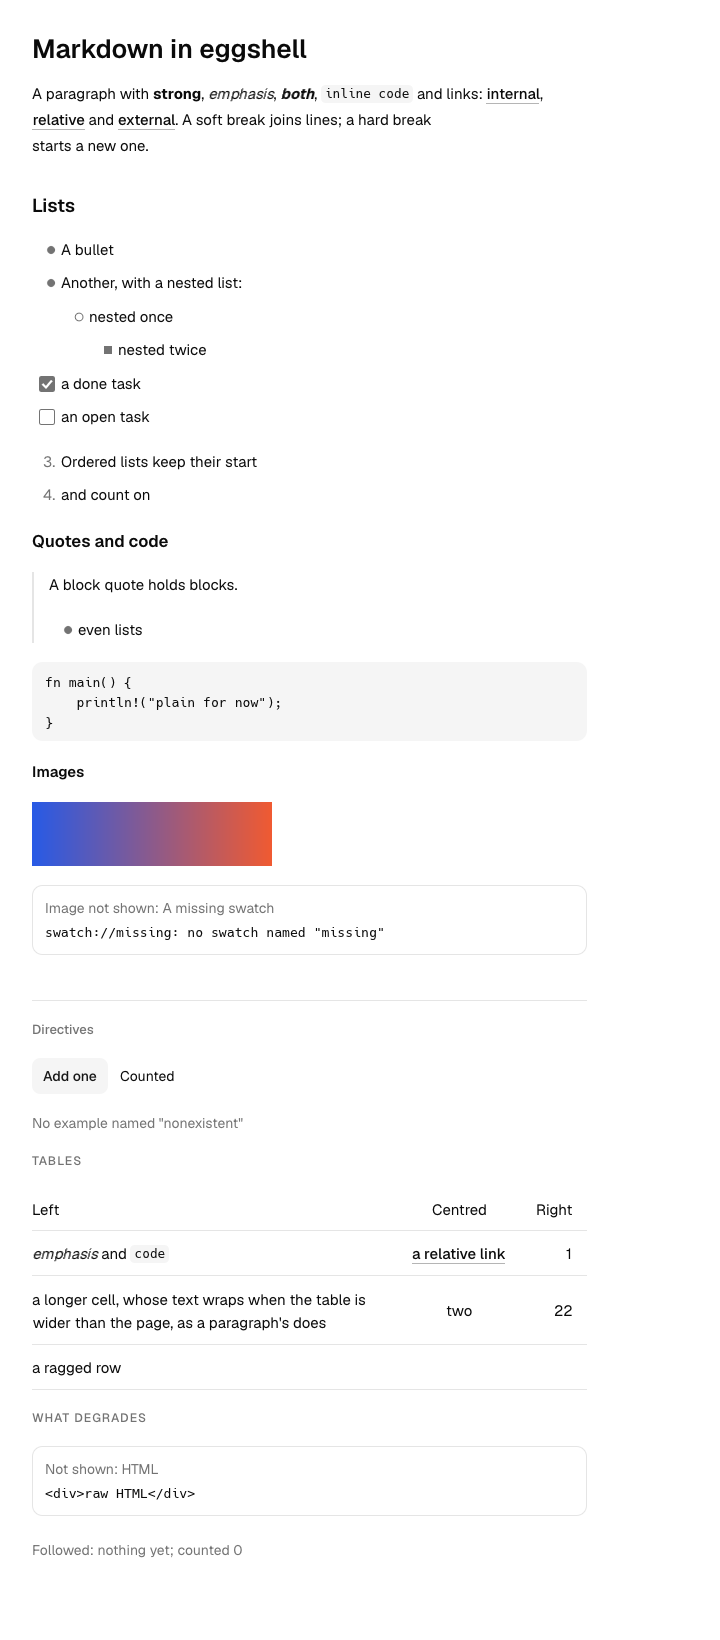 Markdown in eggshell
A paragraph with strong, emphasis, both, inline code and links: internal,
relative and external. A soft break joins lines; a hard break
starts a new one.
Lists
A bullet
Another, with a nested list:
nested once
nested twice
a done task
an open task
3. Ordered lists keep their start
4. and count on
Quotes and code
A block quote holds blocks.
even lists
fn main() {
    println!("plain for now");
}
Images
Image not shown: A missing swatch
swatch://missing: no swatch named "missing"
Directives
Add one Counted
No example named "nonexistent"
TABLES
Left Centred Right
emphasis and code a relative link 1
a longer cell, whose text wraps when the table is
wider than the page, as a paragraph's does two 22
a ragged row
WHAT DEGRADES
Not shown: HTML
<div>raw HTML</div>
Followed: nothing yet; counted 0